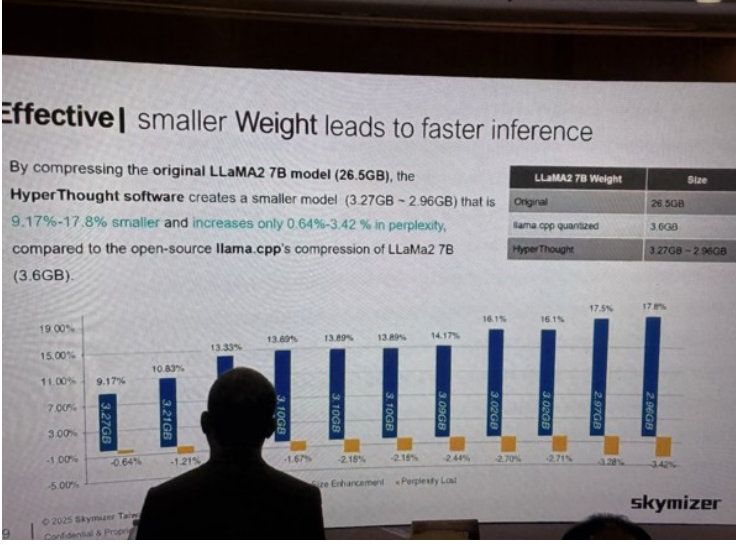 Effective| smaller Weight leads to faster inference
By compressing the original LLaMA2 7B model (26.5GB), the
HyperThought software creates a smaller model (3.27GB ~ 2.96GB) that is
9.17%-17.8% smaller and increases only 0.64%-3.42 % in perplexity,
compared to the open-source llama.cpp's compression of LLaMa2 7B
(3.6GB).
LLaMA2 7B Weight Size
Original 26.5GB
llama.cpp quantized 3.6GB
HyperThought 3.27GB ~ 2.96GB
19.00%
15.00%
11.00%
7.00%
3.00%
-1.00%
-5.00%
9.17% 10.83% 13.33% 13.89% 13.89% 13.89% 14.17% 16.1% 16.1% 17.5% 17.8%
3.27GB 3.21GB 3.10GB 3.10GB 3.10GB 3.09GB 3.02GB 3.02GB 2.97GB 2.96GB
-0.64% -1.21% -1.67% -2.18% -2.18% -2.44% -2.70% -2.71% -3.28% -3.42%
Size Enhancement Perplexity Lost
skymizer
9
© 2025 Skymizer Taiw
Confidential & Propri